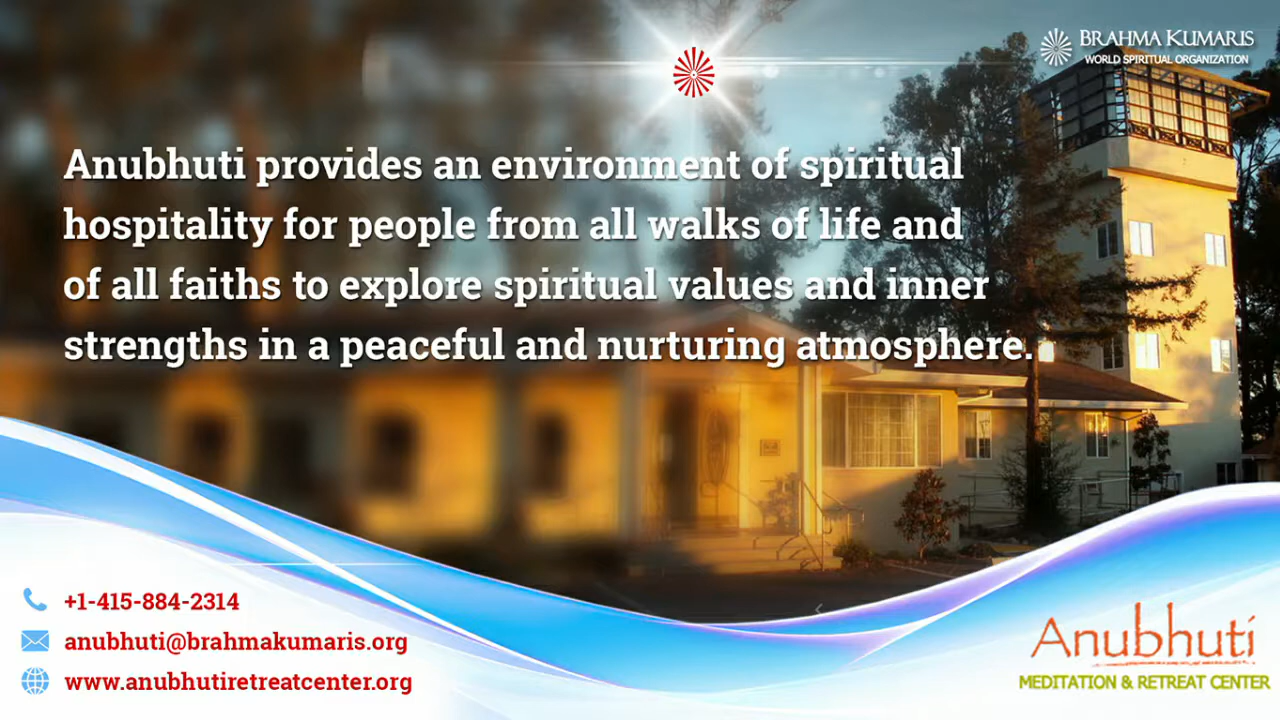 BRAHMA KUMARIS
WORLD SPIRITUAL ORGANIZATION
Anubhuti provides an environment of spiritual
hospitality for people from all walks of life and
of all faiths to explore spiritual values and inner
strengths in a peaceful and nurturing atmosphere.
+1-415-884-2314
anubhuti@brahmakumaris.org
www.anubhutiretreatcenter.org
Anubhuti
MEDITATION & RETREAT CENTER